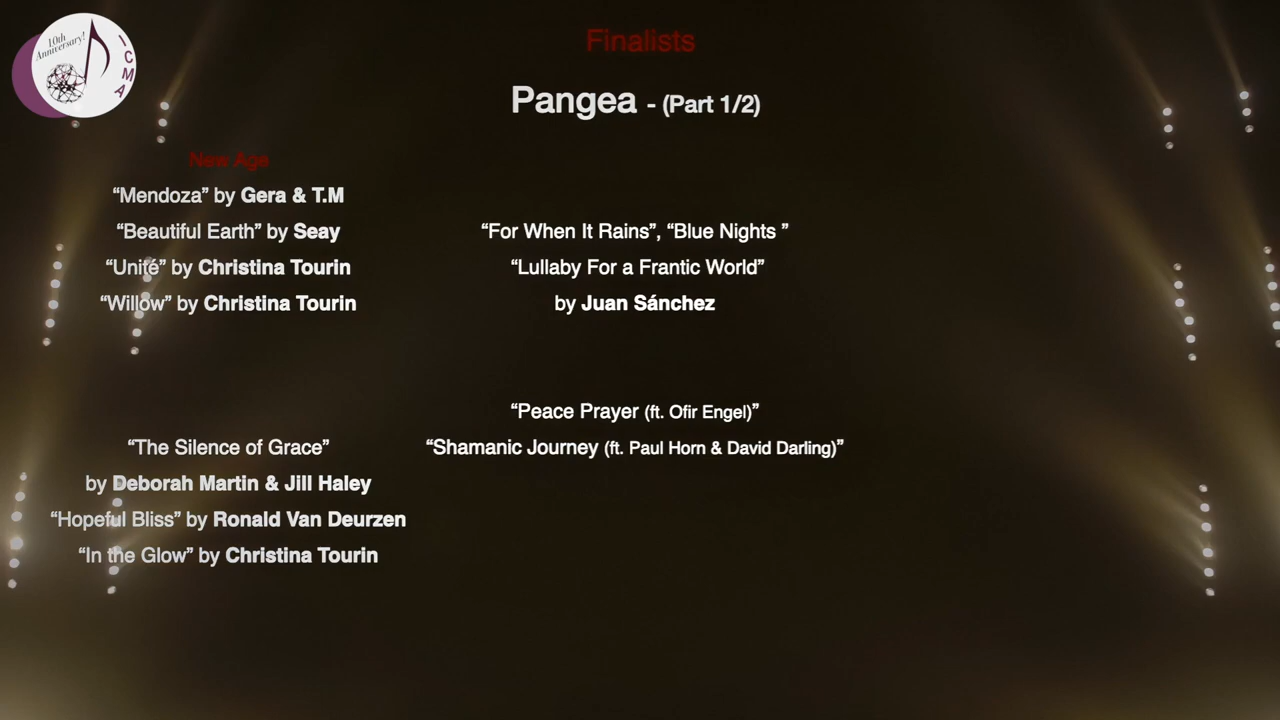 10th
Anniversary!
ICMA
Finalists
Pangea - (Part 1/2)
New Age
“Mendoza” by Gera & T.M
“Beautiful Earth” by Seay
“Unité” by Christina Tourin
“Willow” by Christina Tourin
“The Silence of Grace”
by Deborah Martin & Jill Haley
“Hopeful Bliss” by Ronald Van Deurzen
“In the Glow” by Christina Tourin
“For When It Rains”, “Blue Nights ”
“Lullaby For a Frantic World”
by Juan Sánchez
“Peace Prayer (ft. Ofir Engel)”
“Shamanic Journey (ft. Paul Horn & David Darling)”